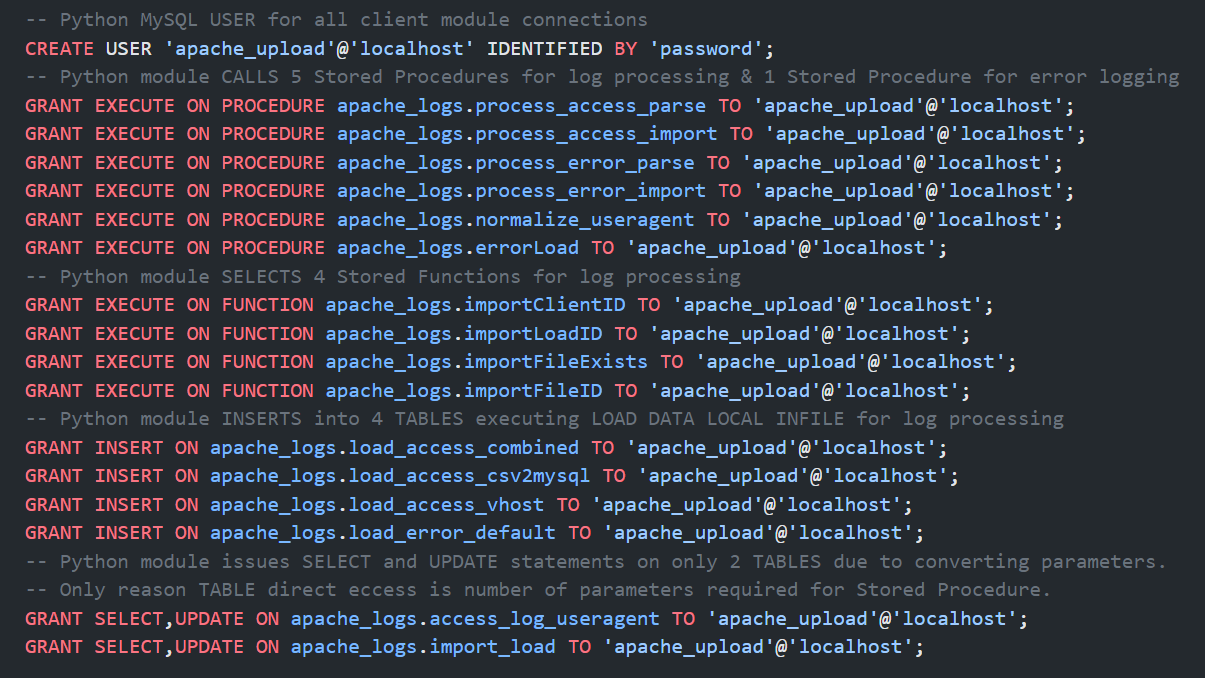 -- Python MySQL USER for all client module connections
CREATE USER 'apache_upload'@'localhost' IDENTIFIED BY 'password';
-- Python module CALLS 5 Stored Procedures for log processing & 1 Stored Procedure for error logging
GRANT EXECUTE ON PROCEDURE apache_logs.process_access_parse TO 'apache_upload'@'localhost';
GRANT EXECUTE ON PROCEDURE apache_logs.process_access_import TO 'apache_upload'@'localhost';
GRANT EXECUTE ON PROCEDURE apache_logs.process_error_parse TO 'apache_upload'@'localhost';
GRANT EXECUTE ON PROCEDURE apache_logs.process_error_import TO 'apache_upload'@'localhost';
GRANT EXECUTE ON PROCEDURE apache_logs.normalize_useragent TO 'apache_upload'@'localhost';
GRANT EXECUTE ON PROCEDURE apache_logs.errorLoad TO 'apache_upload'@'localhost';
-- Python module SELECTS 4 Stored Functions for log processing
GRANT EXECUTE ON FUNCTION apache_logs.importClientID TO 'apache_upload'@'localhost';
GRANT EXECUTE ON FUNCTION apache_logs.importLoadID TO 'apache_upload'@'localhost';
GRANT EXECUTE ON FUNCTION apache_logs.importFileExists TO 'apache_upload'@'localhost';
GRANT EXECUTE ON FUNCTION apache_logs.importFileID TO 'apache_upload'@'localhost';
-- Python module INSERTS into 4 TABLES executing LOAD DATA LOCAL INFILE for log processing
GRANT INSERT ON apache_logs.load_access_combined TO 'apache_upload'@'localhost';
GRANT INSERT ON apache_logs.load_access_csv2mysql TO 'apache_upload'@'localhost';
GRANT INSERT ON apache_logs.load_access_vhost TO 'apache_upload'@'localhost';
GRANT INSERT ON apache_logs.load_error_default TO 'apache_upload'@'localhost';
-- Python module issues SELECT and UPDATE statements on only 2 TABLES due to converting parameters.
-- Only reason TABLE direct eccess is number of parameters required for Stored Procedure.
GRANT SELECT,UPDATE ON apache_logs.access_log_useragent TO 'apache_upload'@'localhost';
GRANT SELECT,UPDATE ON apache_logs.import_load TO 'apache_upload'@'localhost';